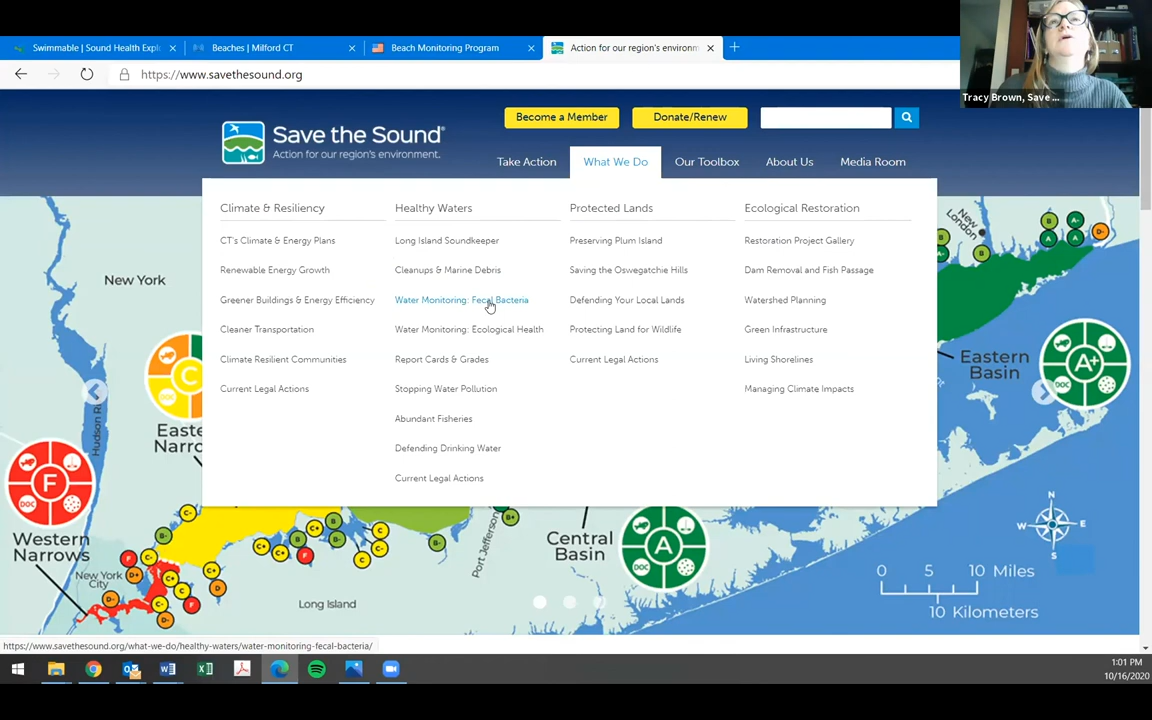 Swimmable | Sound Health Expl
Beaches | Milford CT
Beach Monitoring Program
Action for our region's environm
https://www.savethesound.org
Tracy Brown, Save ...
Become a Member
Donate/Renew
Save the Sound®
Action for our region's environment.
Take Action
What We Do
Our Toolbox
About Us
Media Room
Climate & Resiliency
CT's Climate & Energy Plans
Renewable Energy Growth
Greener Buildings & Energy Efficiency
Cleaner Transportation
Climate Resilient Communities
Current Legal Actions
Healthy Waters
Long Island Soundkeeper
Cleanups & Marine Debris
Water Monitoring: Fecal Bacteria
Water Monitoring: Ecological Health
Report Cards & Grades
Stopping Water Pollution
Abundant Fisheries
Defending Drinking Water
Current Legal Actions
Protected Lands
Preserving Plum Island
Saving the Oswegatchie Hills
Defending Your Local Lands
Protecting Land for Wildlife
Current Legal Actions
Ecological Restoration
Restoration Project Gallery
Dam Removal and Fish Passage
Watershed Planning
Green Infrastructure
Living Shorelines
Managing Climate Impacts
New York
Hudson Ri
New
London
B
A-
D-
B
A
A
B
Eastern
Basin
A+
C
Easte
Narro
F
DOC
Western
Narrows
New York
City
C-
B-
F
C-
D+
C+
C
C+
D
D+
C-
F
D-
C+
C+
C+
B
B
B-
F
C
C-
C
B-
B+
Port Jefferson
Long Island
Central
Basin
A
DOC
N
W
E
S
0 5 10 Miles
10 Kilometers
https://www.savethesound.org/what-we-do/healthy-waters/water-monitoring-fecal-bacteria/
1:01 PM
10/16/2020